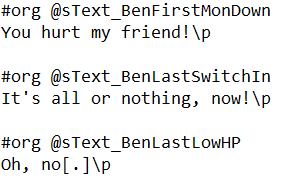 #org @sText_BenFirstMonDown
You hurt my friend!\p
#org @sText_BenLastSwitchIn
It's all or nothing, now!\p
#org @sText_BenLastLowHP
Oh, no[.]\p